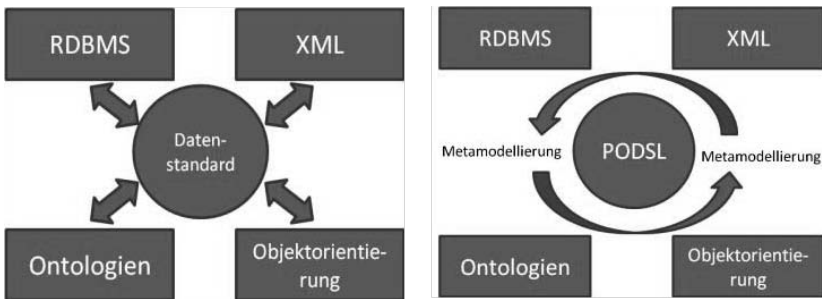 RDBMS
XML
Daten-
standard
Ontologien
Objektorientie-
rung
RDBMS
XML
Metamodellierung
PODSL
Metamodellierung
Ontologien
Objektorientie-
rung